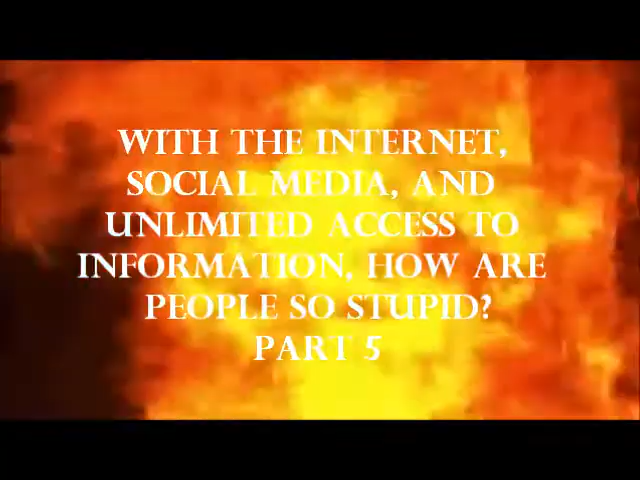 WITH THE INTERNET,
SOCIAL MEDIA, AND
UNLIMITED ACCESS TO
INFORMATION, HOW ARE
PEOPLE SO STUPID?
PART 5